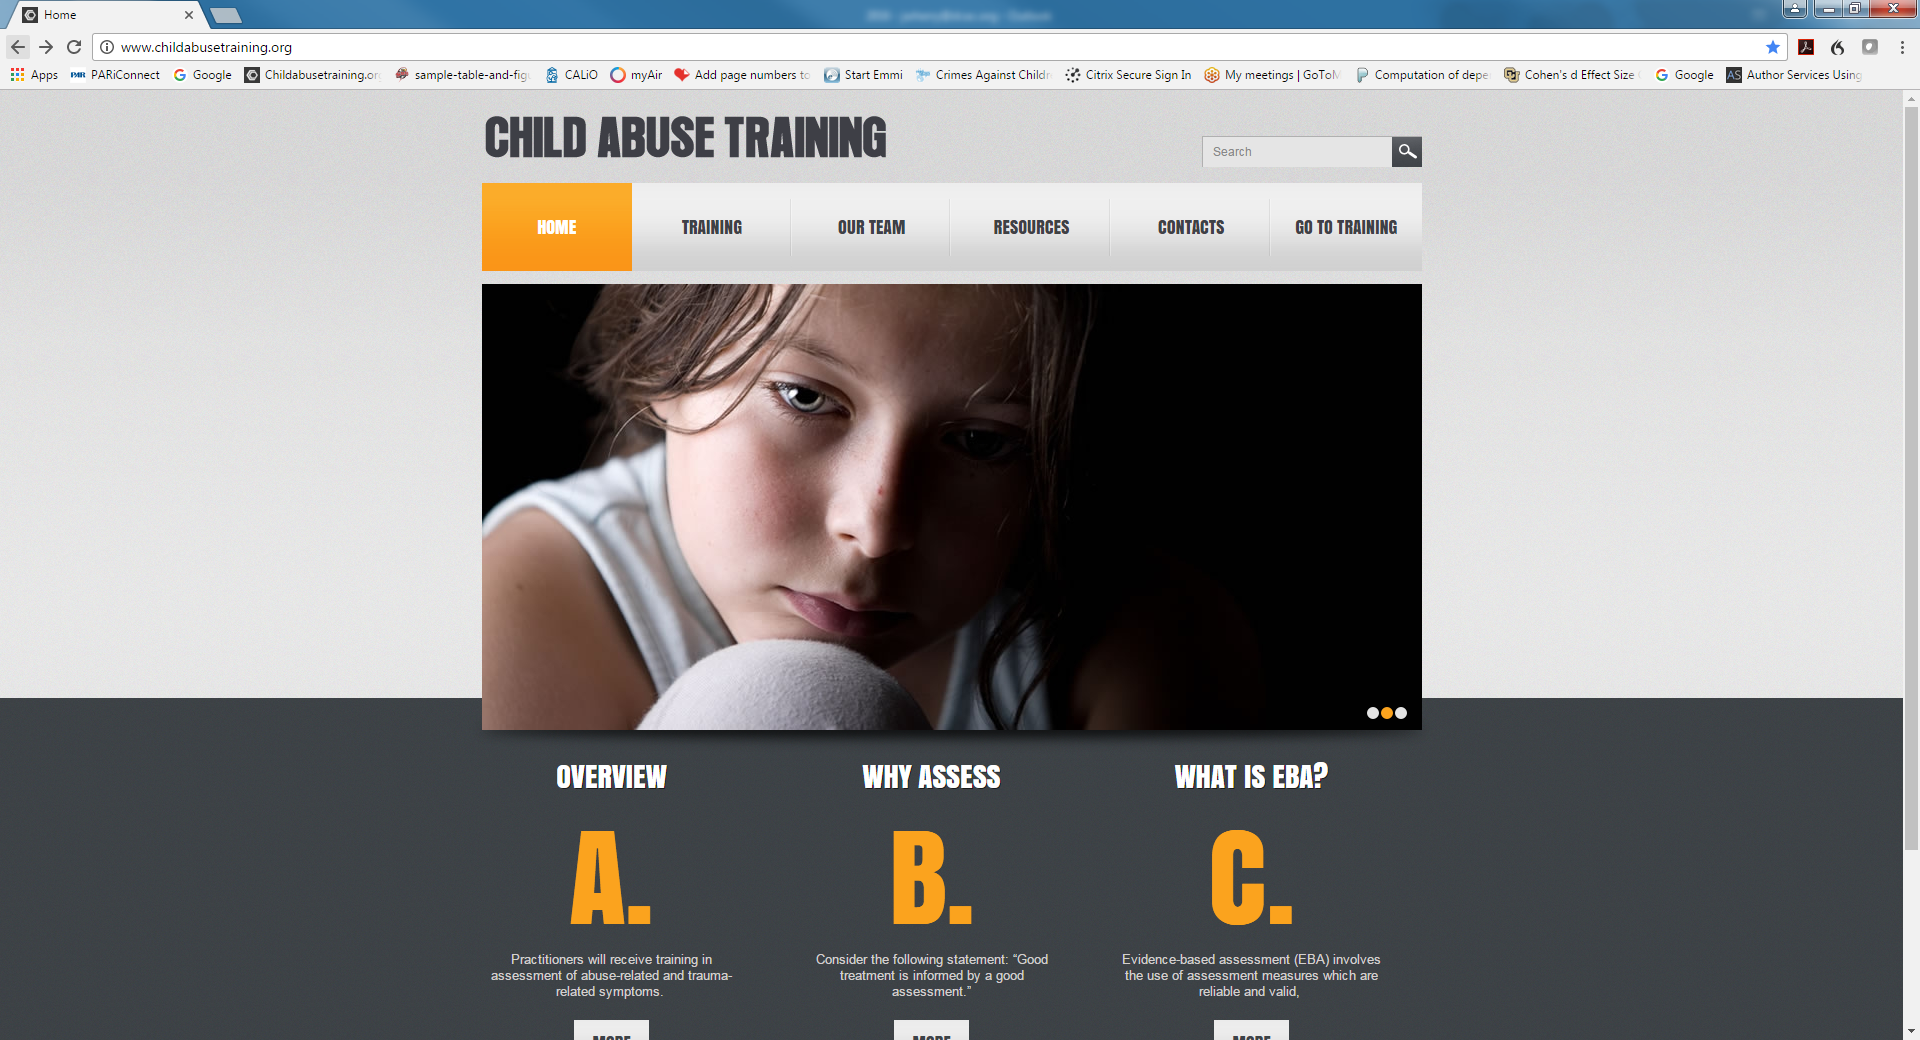 Home
www.childabusetraining.org
Apps PARiConnect Google Childabusetraining.or sample-table-and-fig CALiO myAir Add page numbers to Start Emmi Crimes Against Childr Citrix Secure Sign In My meetings | GoToM Computation of depe Cohen's d Effect Size Google Author Services Using
CHILD ABUSE TRAINING
Search
HOME TRAINING OUR TEAM RESOURCES CONTACTS GO TO TRAINING
OVERVIEW
A.
Practitioners will receive training in
assessment of abuse-related and trauma-
related symptoms.
MORE
WHY ASSESS
B.
Consider the following statement: “Good
treatment is informed by a good
assessment.”
MORE
WHAT IS EBA?
C.
Evidence-based assessment (EBA) involves
the use of assessment measures which are
reliable and valid,
MORE